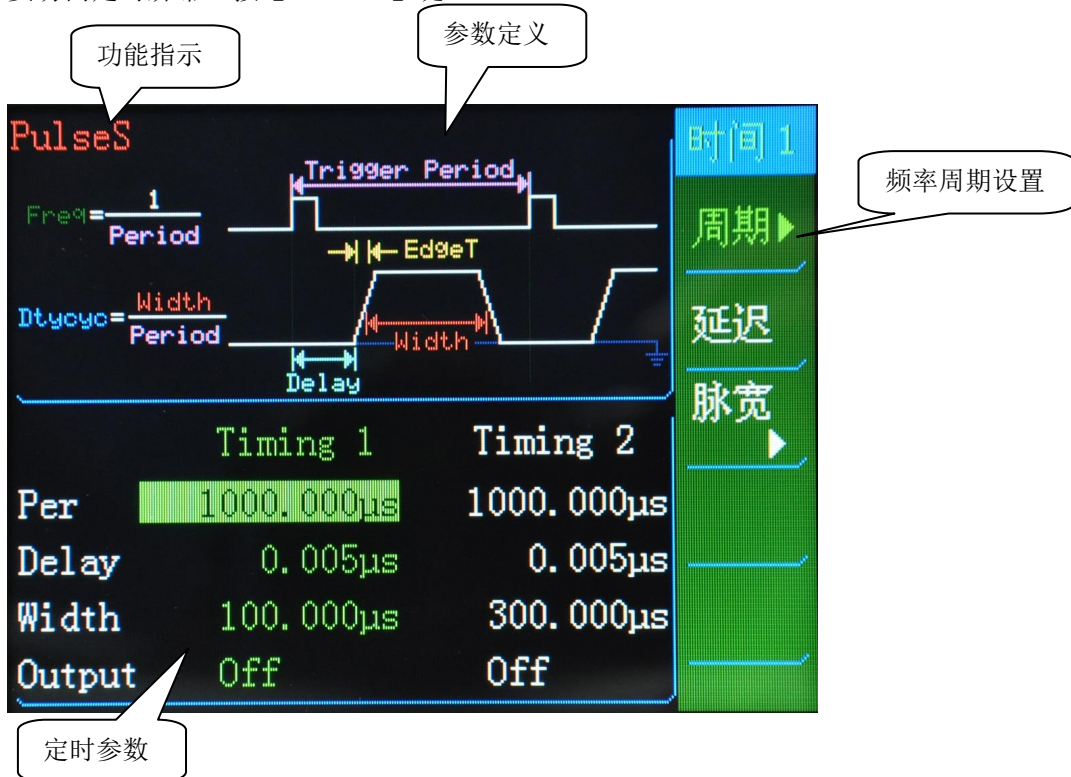 功能指示
参数定义
PulseS
时间 1
Trigger Period
频率周期设置
Freq=1/Period
周期
EdgeT
Dtycyc=Width/Period
Width
延迟
Delay
脉宽
Timing 1 Timing 2
Per 1000.000µs 1000.000µs
Delay 0.005µs 0.005µs
Width 100.000µs 300.000µs
Output Off Off
定时参数